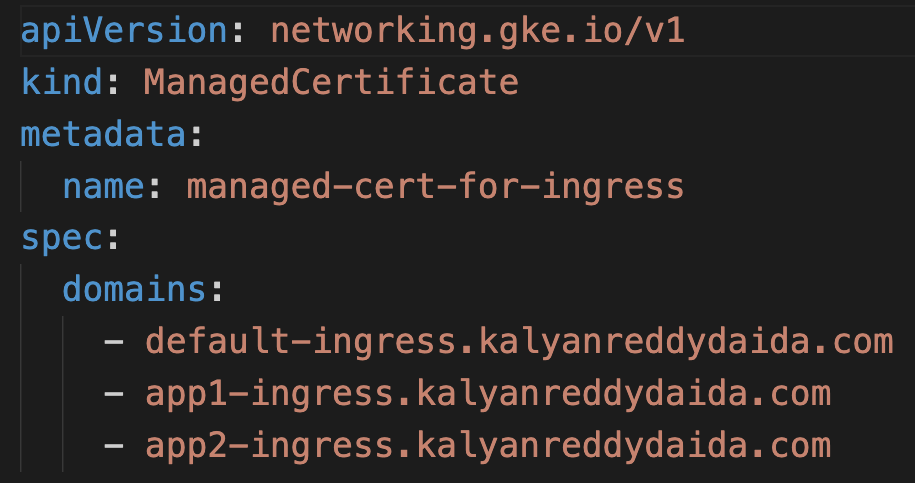 apiVersion: networking.gke.io/v1
kind: ManagedCertificate
metadata:
  name: managed-cert-for-ingress
spec:
  domains:
    - default-ingress.kalyanreddydaida.com
    - app1-ingress.kalyanreddydaida.com
    - app2-ingress.kalyanreddydaida.com